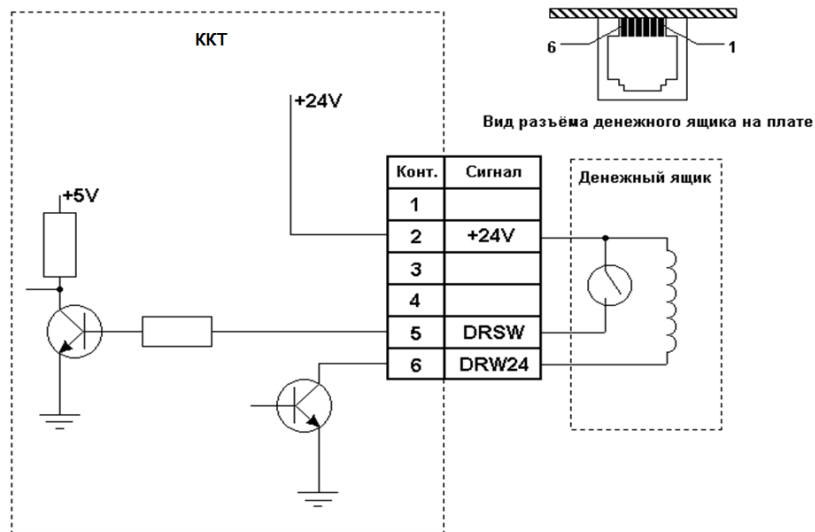 ККТ
6
1
Вид разъёма денежного ящика на плате
+24V
+5V
Конт. Сигнал
1
2 +24V
3
4
5 DRSW
6 DRW24
Денежный ящик